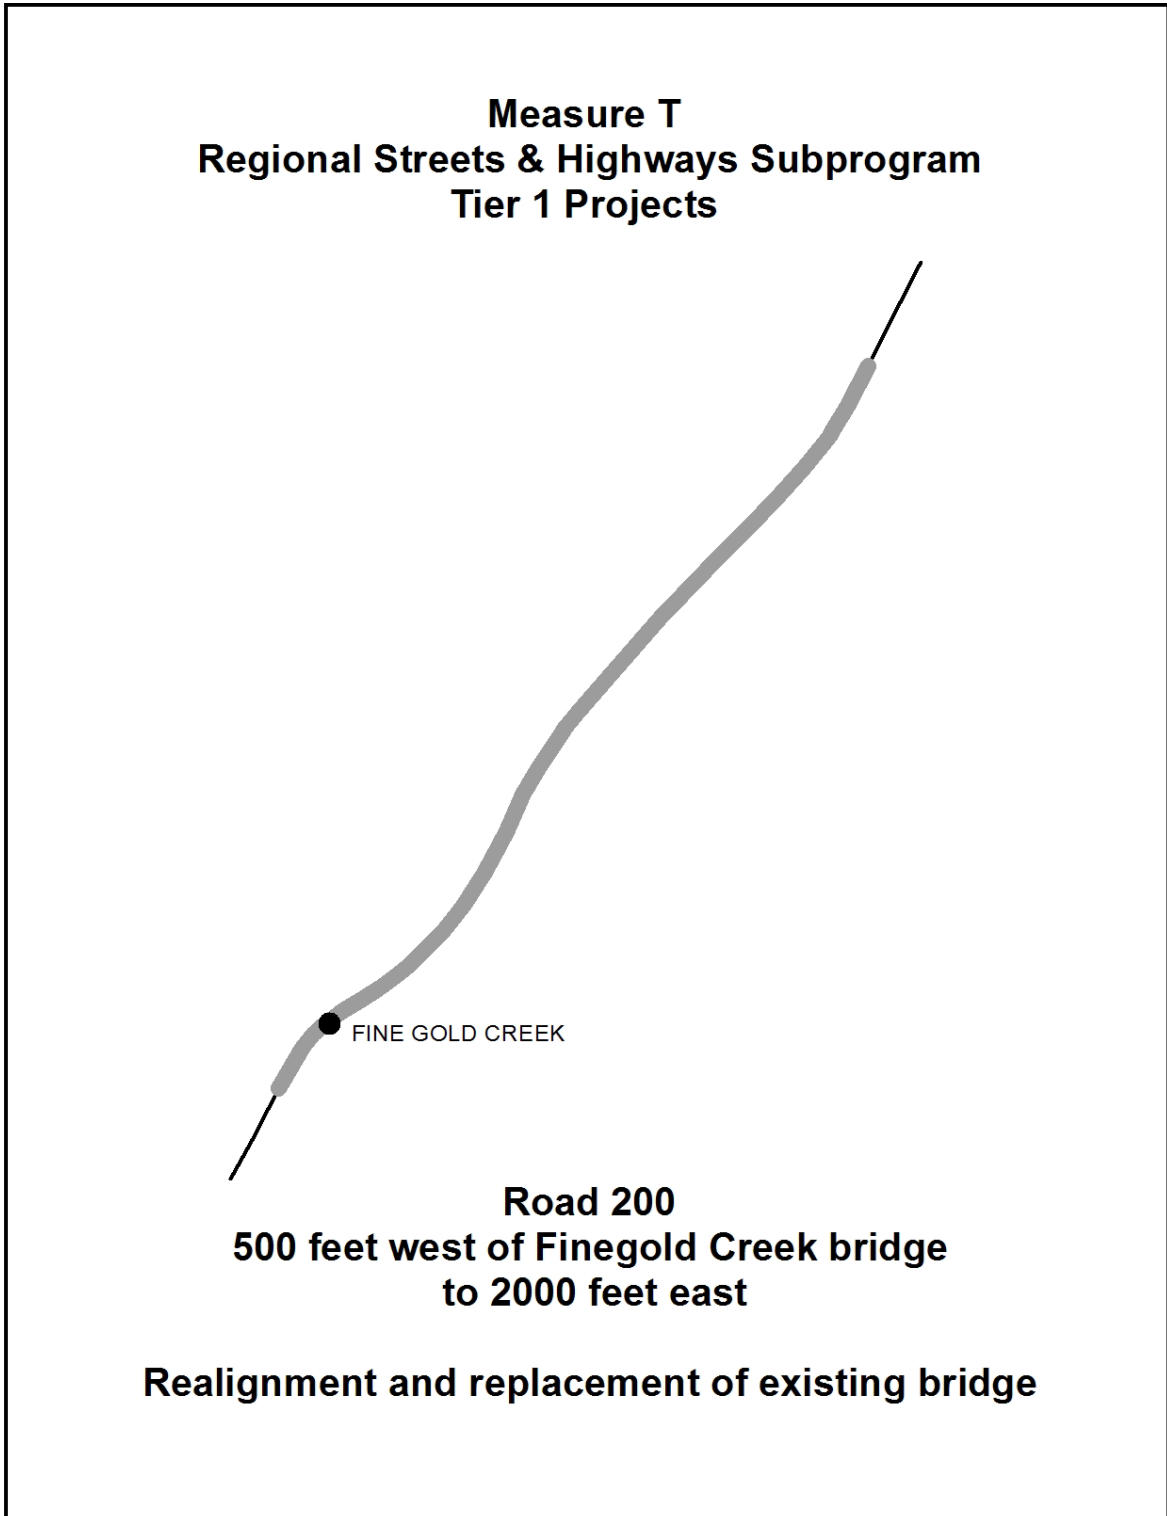 Measure T
Regional Streets & Highways Subprogram
Tier 1 Projects
FINE GOLD CREEK
Road 200
500 feet west of Finegold Creek bridge
to 2000 feet east
Realignment and replacement of existing bridge